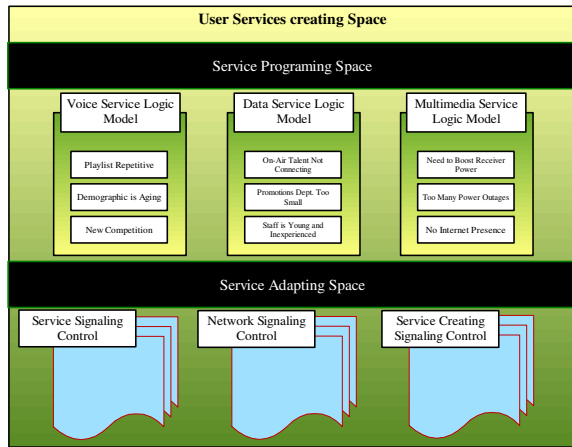 User Services creating Space
Service Programing Space
Voice Service Logic
Model
Data Service Logic
Model
Multimedia Service
Logic Model
Playlist Repetitive
Demographic is Aging
New Competition
On-Air Talent Not
Connecting
Promotions Dept. Too
Small
Staff is Young and
Inexperienced
Need to Boost Receiver
Power
Too Many Power Outages
No Internet Presence
Service Adapting Space
Service Signaling
Control
Network Signaling
Control
Service Creating
Signaling Control